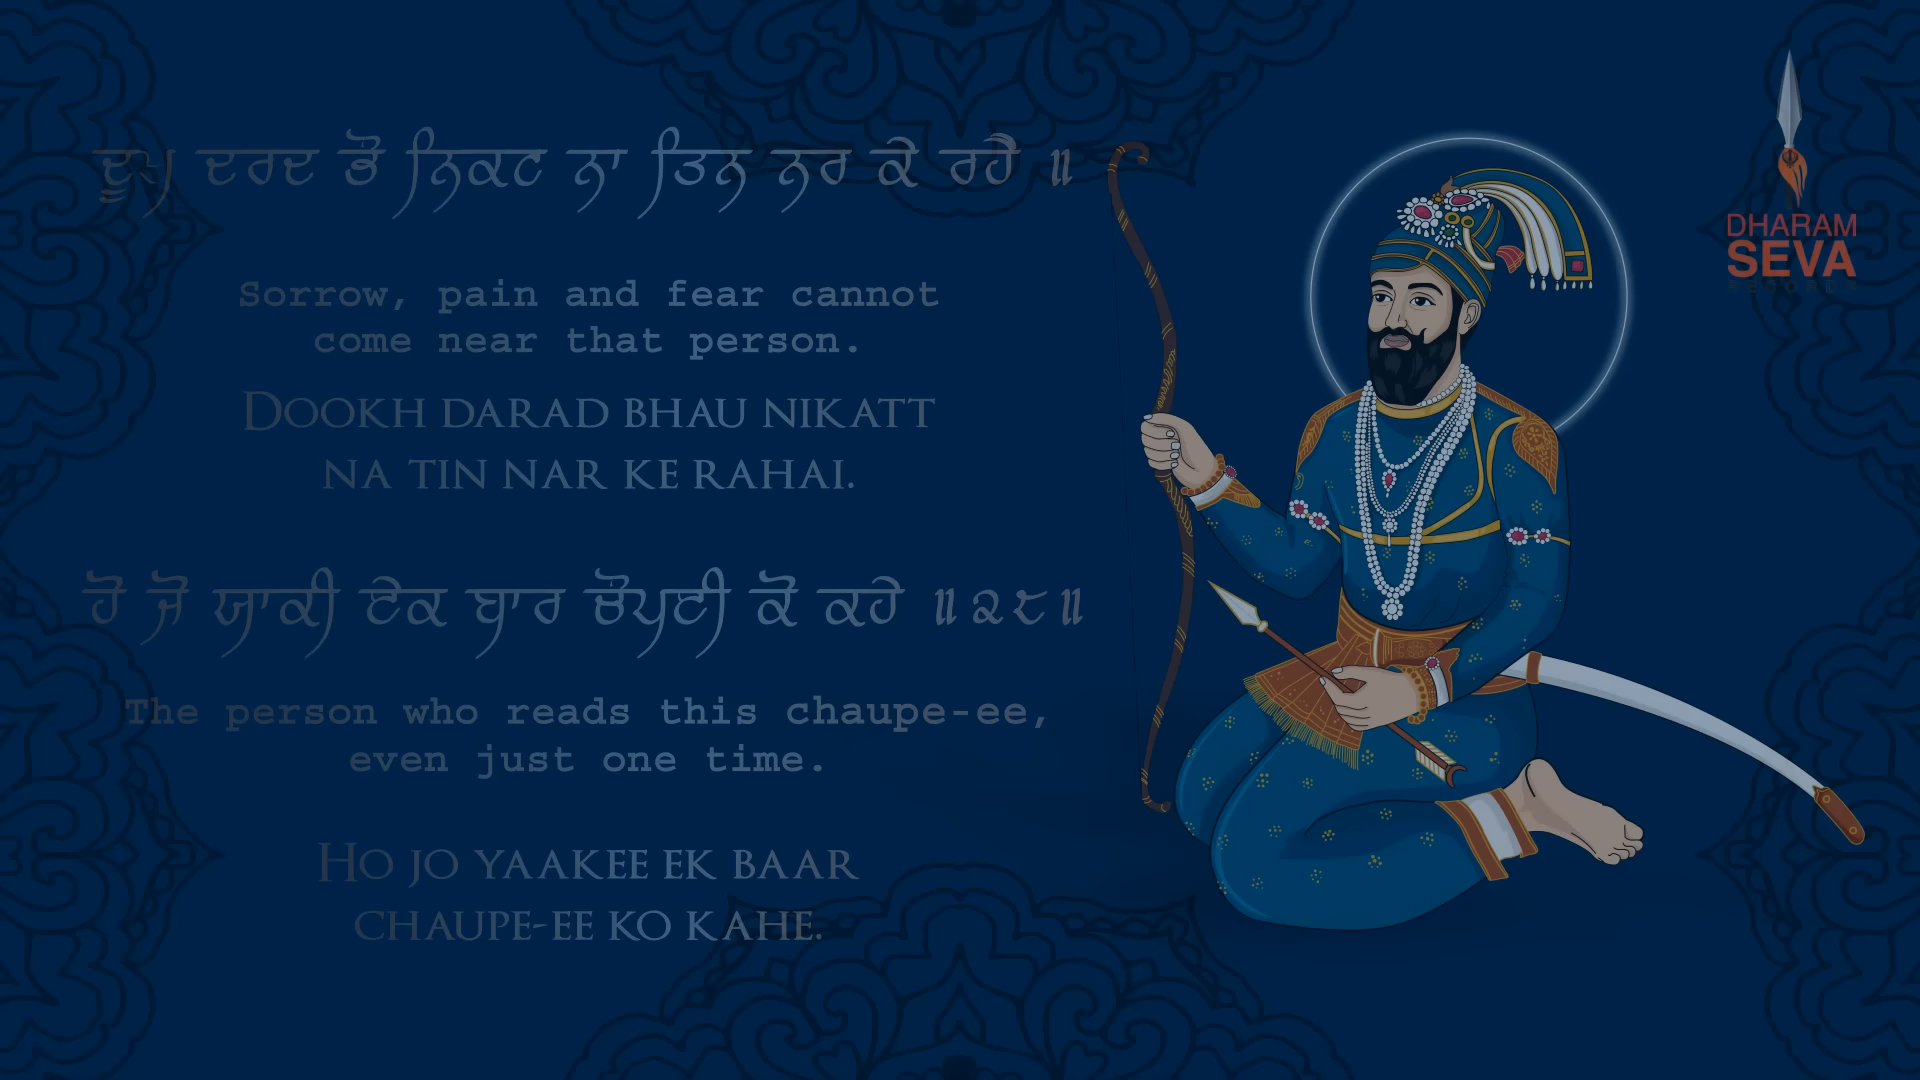 ਦੂਖ ਦਰਦ ਭੌ ਨਿਕਟ ਨਾ ਤਿਨ ਨਰ ਕੇ ਰਹੈ ॥
Sorrow, pain and fear cannot
come near that person.
DOOKH DARAD BHAU NIKATT
NA TIN NAR KE RAHAI.
ਹੋ ਜੋ ਯਾਕੀ ਏਕ ਬਾਰ ਚੌਪਈ ਕੋ ਕਹੇ ॥੨੮॥
The person who reads this chaupe-ee,
even just one time.
HO JO YAAKEE EK BAAR
CHAUPE-EE KO KAHE.
DHARAM
SEVA
RECORDS